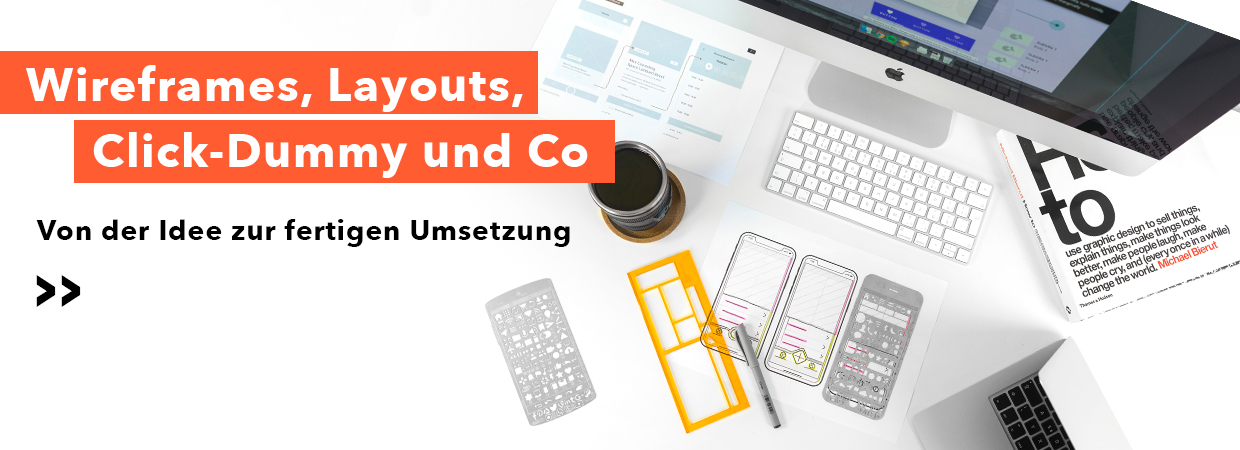 Wireframes, Layouts,
Click-Dummy und Co
Von der Idee zur fertigen Umsetzung
>>
to
use graphic design to sell things,
explain things, make things look
better, make people laugh, make
people cry, and (every once in a while)
change the world. Michael Bierut
Thames & Hudson